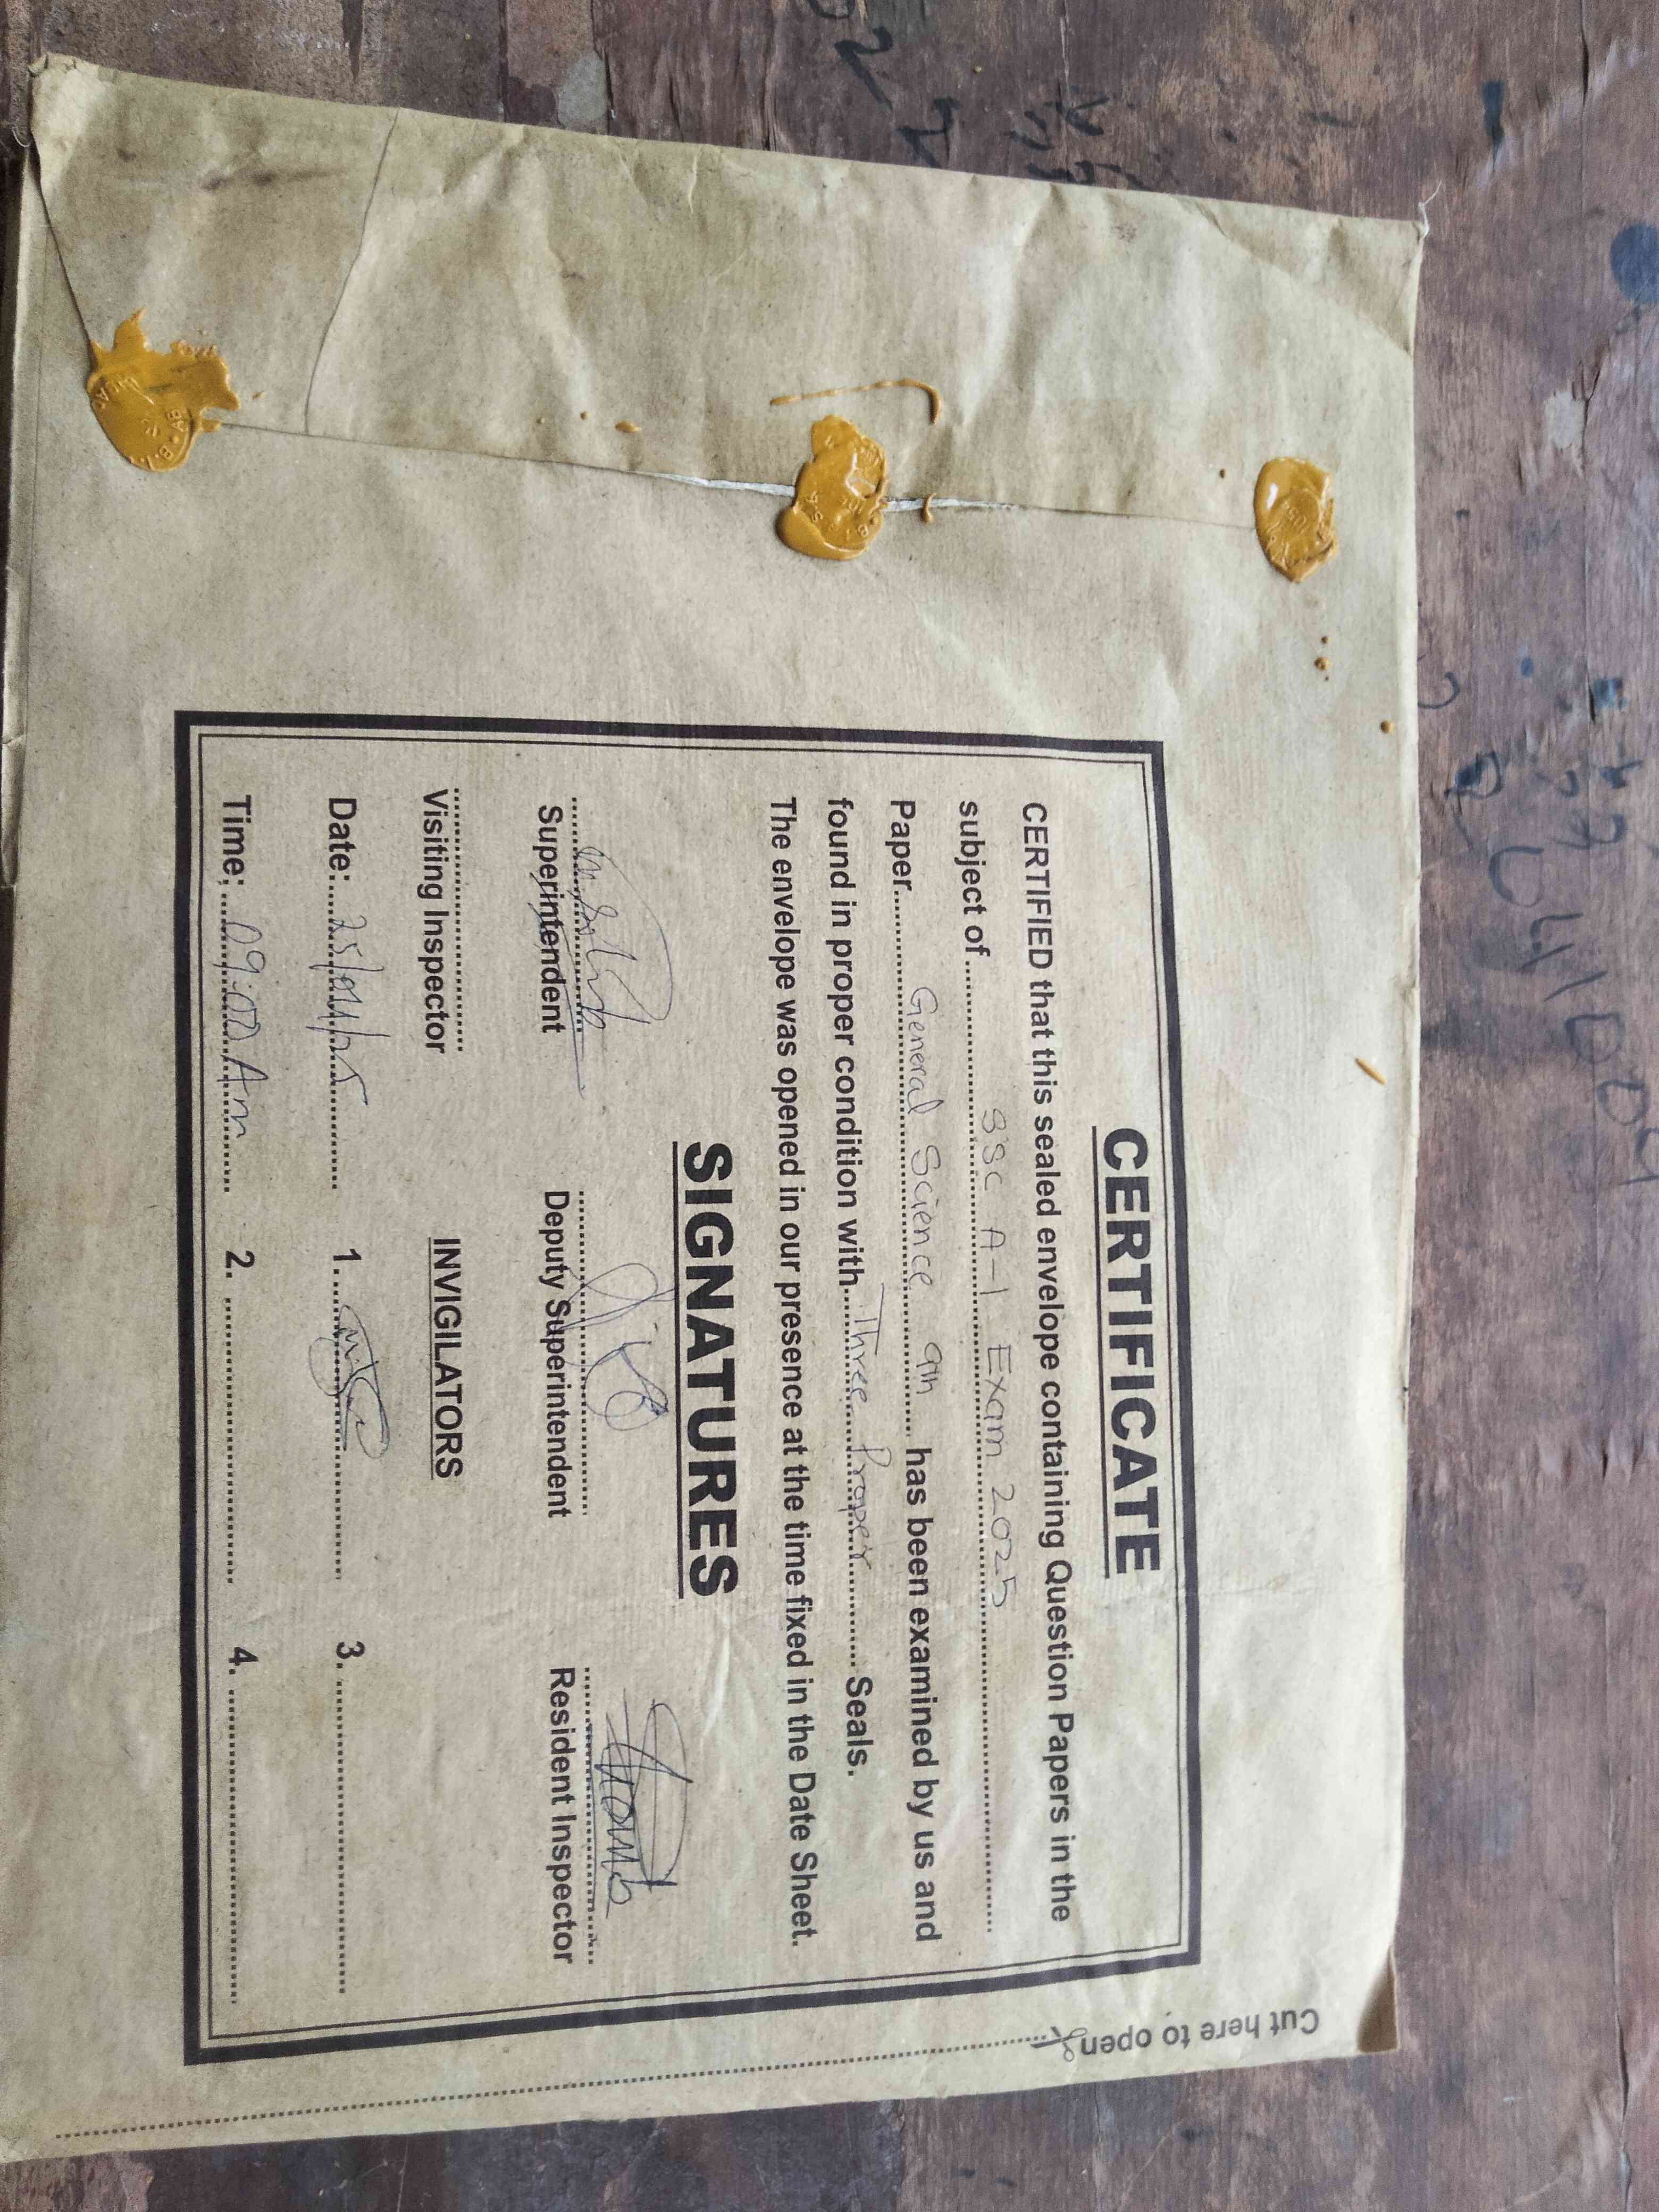 CERTIFICATE
CERTIFIED that this sealed envelope containing Question Papers in the
subject of ............ SSC A-I Exam 2025 ............
Paper............ General Science 9th ............ has been examined by us and
found in proper condition with...... Three Proper ............ Seals.
The envelope was opened in our presence at the time fixed in the Date Sheet.
SIGNATURES
Superintendent Deputy Superintendent Resident Inspector
Visiting Inspector INVIGILATORS
Date:....25/04/25............ 1............. 3. ............
Time:....09:00 Am............ 2. ............ 4. ............
Cut here to open